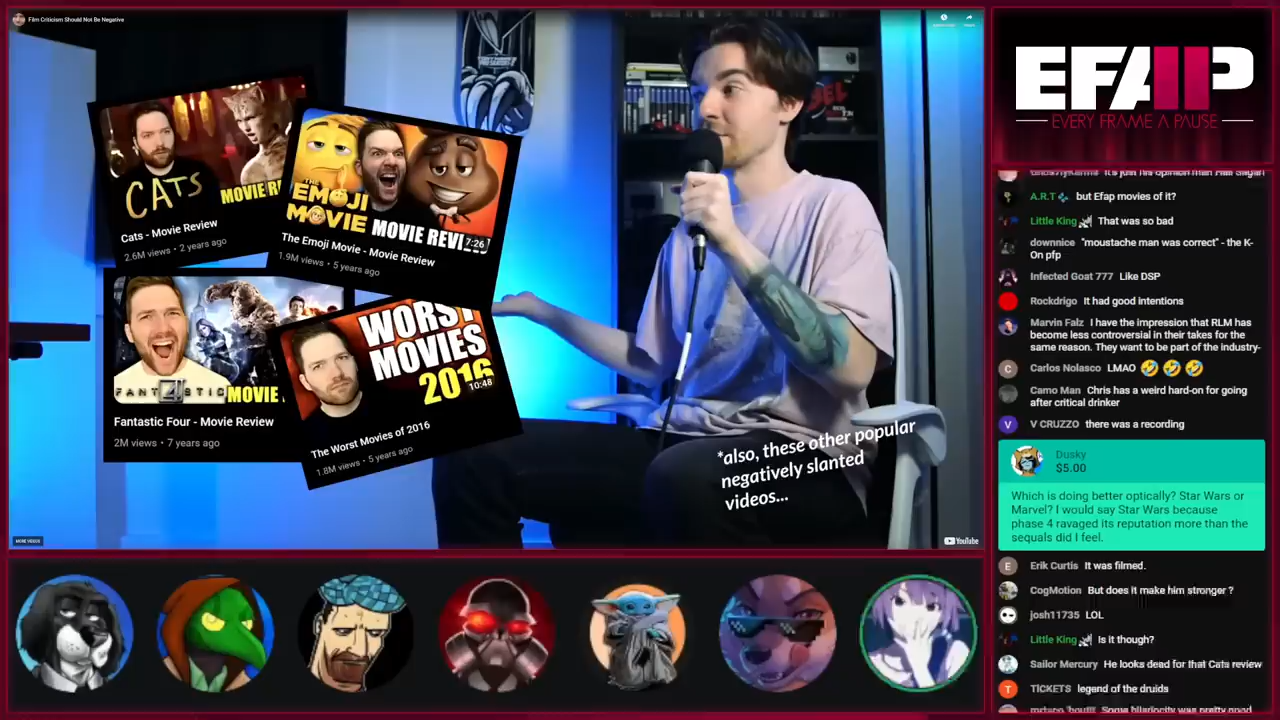 Film Criticism Should Not Be Negative
CATS
MOVIE
Cats - Movie Review
2.6M views • 2 years ago
THE
EMOJI
MOVIE
MOVIE
7:26
The Emoji Movie - Movie Review
1.9M views • 5 years ago
FANT4STIC
MOVIE
Fantastic Four - Movie Review
2M views • 7 years ago
WORST
MOVIES
2016
10:48
The Worst Movies of 2016
1.8M views • 5 years ago
*also, these other popular
negatively slanted
videos...
MORE VIDEOS
YouTube
EFAP
EVERY FRAME A PAUSE
A.R.T but Efap movies of it?
Little King That was so bad
downnice "moustache man was correct" - the K-
On pfp
Infected Goat 777 Like DSP
Rockdrigo It had good intentions
Marvin Falz I have the impression that RLM has
become less controversial in their takes for the
same reason. They want to be part of the industry-
Carlos Nolasco LMAO 🤣 🤣 🤣
Camo Man Chris has a weird hard-on for going
after critical drinker
V CRUZZO there was a recording
Dusky
$5.00
Which is doing better optically? Star Wars or
Marvel? I would say Star Wars because
phase 4 ravaged its reputation more than the
sequals did I feel.
Erik Curtis It was filmed.
CogMotion But does it make him stronger ?
josh11735 LOL
Little King Is it though?
Sailor Mercury He looks dead for that Cats review
TICKETS legend of the druids